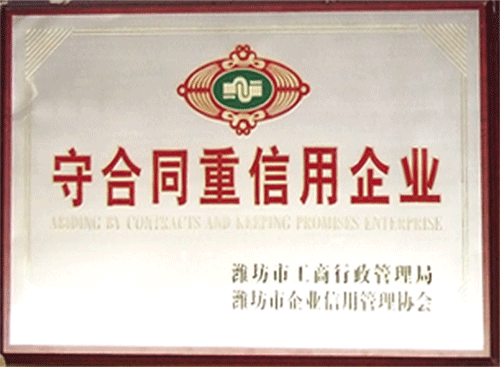 守合同重信用企业
ABIDING BY CONTRACTS AND KEEPING PROMISES ENTERPRISE
潍坊市工商行政管理局
潍坊市企业信用管理协会